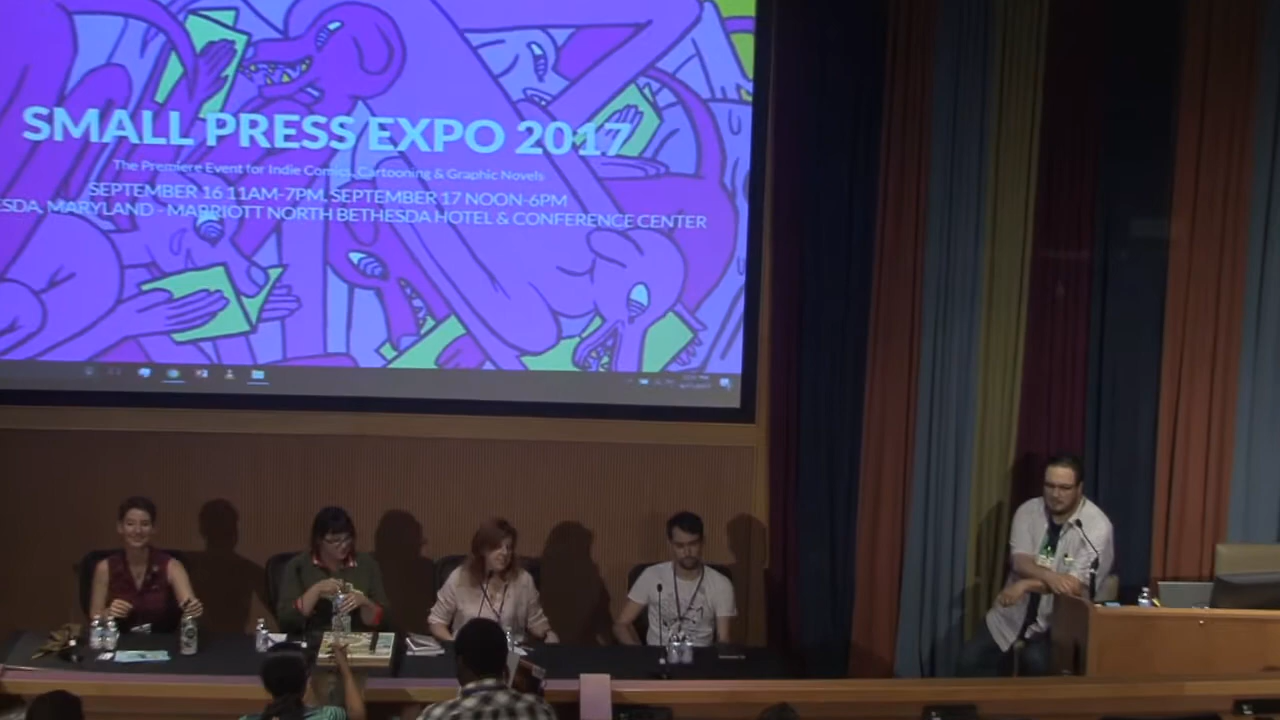 SMALL PRESS EXPO 2017
The Premiere Event for Indie Comics, Cartooning & Graphic Novels
SEPTEMBER 16 11AM-7PM, SEPTEMBER 17 NOON-6PM
ESDA, MARYLAND - MARRIOTT NORTH BETHESDA HOTEL & CONFERENCE CENTER